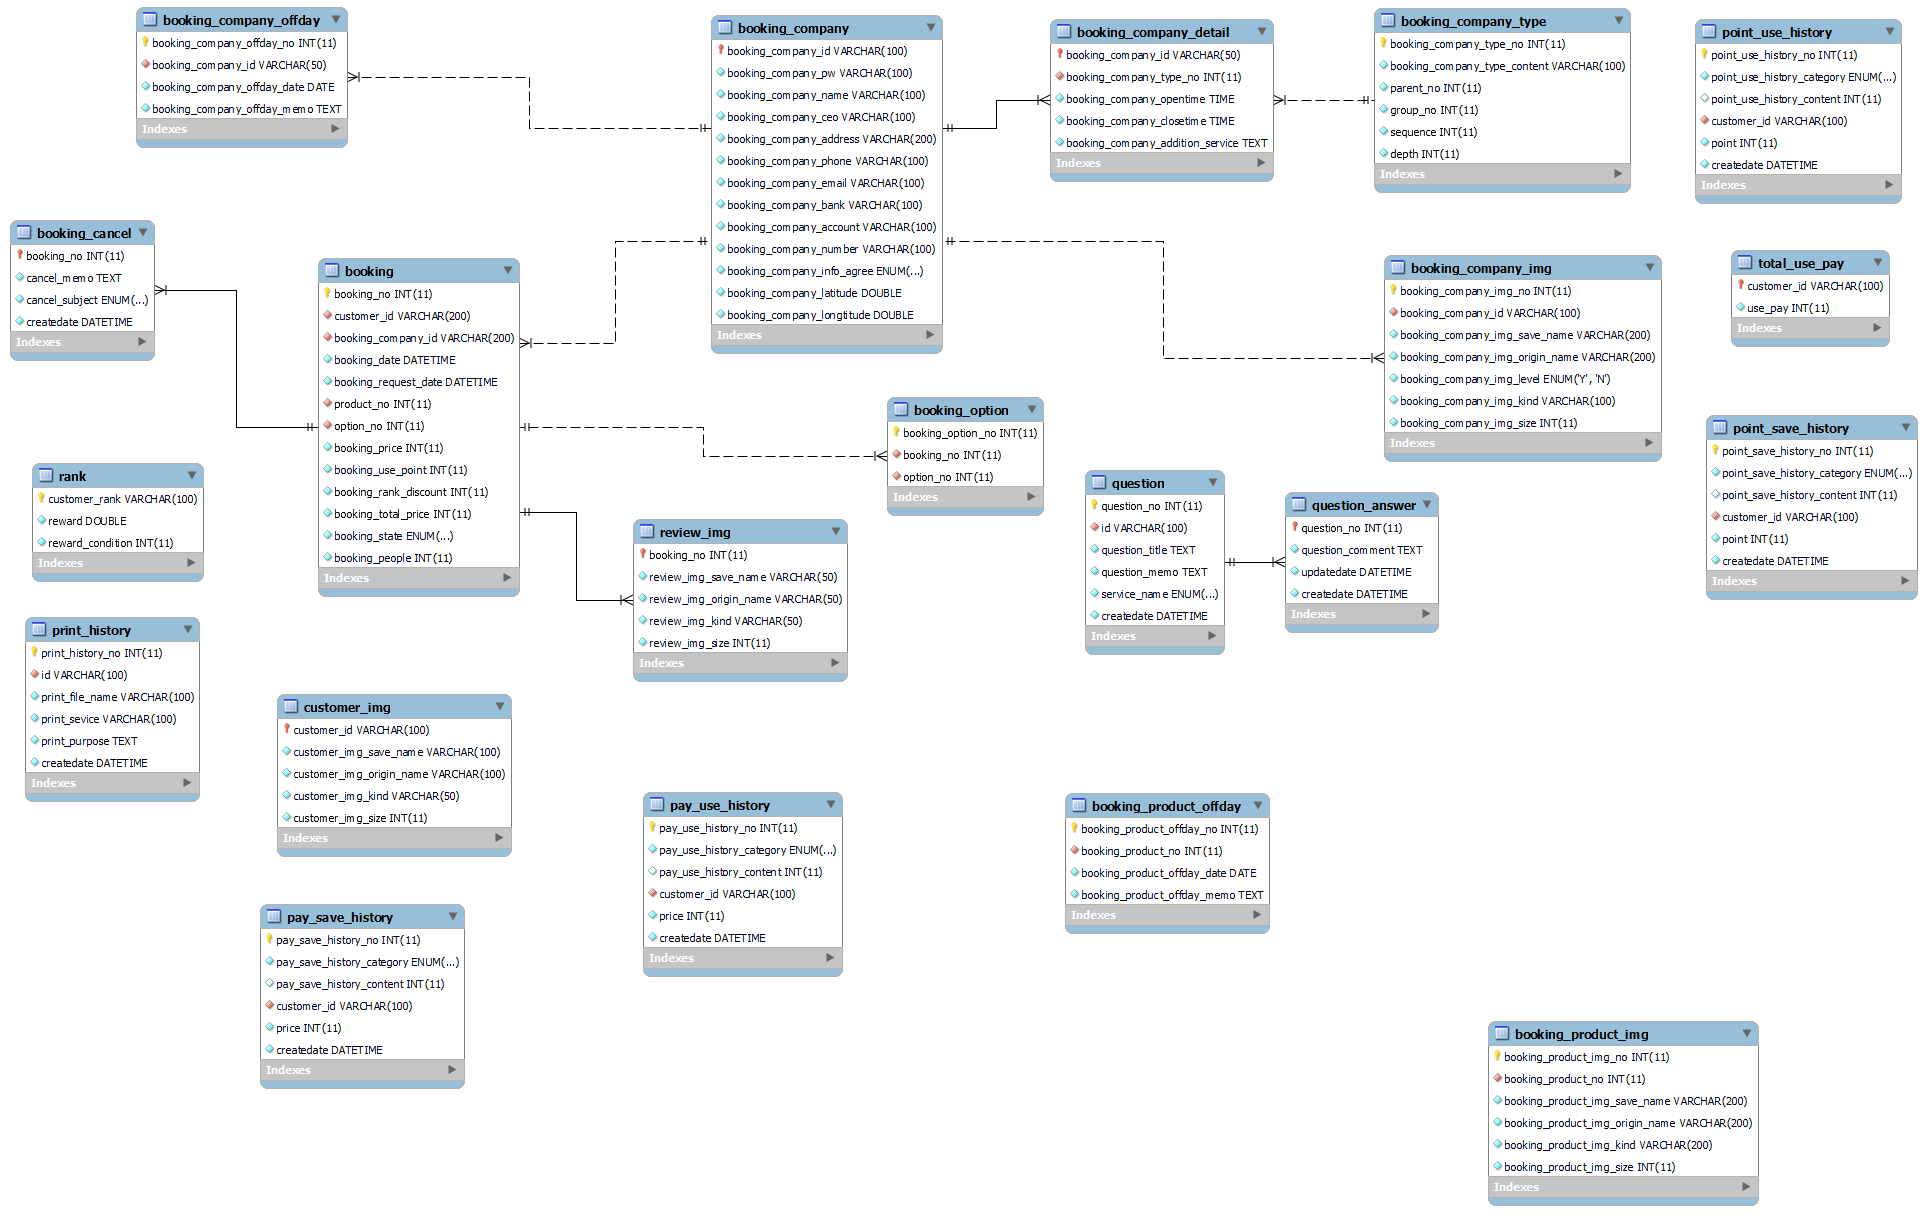 booking_company_offday
booking_company_offday_no INT(11)
booking_company_id VARCHAR(50)
booking_company_offday_date DATE
booking_company_offday_memo TEXT
Indexes
booking_company
booking_company_id VARCHAR(100)
booking_company_pw VARCHAR(100)
booking_company_name VARCHAR(100)
booking_company_ceo VARCHAR(100)
booking_company_address VARCHAR(200)
booking_company_phone VARCHAR(100)
booking_company_email VARCHAR(100)
booking_company_bank VARCHAR(100)
booking_company_account VARCHAR(100)
booking_company_number VARCHAR(100)
booking_company_info_agree ENUM(...)
booking_company_latitude DOUBLE
booking_company_longtitude DOUBLE
Indexes
booking_company_detail
booking_company_id VARCHAR(50)
booking_company_type_no INT(11)
booking_company_opentime TIME
booking_company_closetime TIME
booking_company_addition_service TEXT
Indexes
booking_company_type
booking_company_type_no INT(11)
booking_company_type_content VARCHAR(100)
parent_no INT(11)
group_no INT(11)
sequence INT(11)
depth INT(11)
Indexes
point_use_history
point_use_history_no INT(11)
point_use_history_category ENUM(...)
point_use_history_content INT(11)
customer_id VARCHAR(100)
point INT(11)
createdate DATETIME
Indexes
booking_cancel
booking_no INT(11)
cancel_memo TEXT
cancel_subject ENUM(...)
createdate DATETIME
Indexes
booking
booking_no INT(11)
customer_id VARCHAR(200)
booking_company_id VARCHAR(200)
booking_date DATETIME
booking_request_date DATETIME
product_no INT(11)
option_no INT(11)
booking_price INT(11)
booking_use_point INT(11)
booking_rank_discount INT(11)
booking_total_price INT(11)
booking_state ENUM(...)
booking_people INT(11)
Indexes
booking_company_img
booking_company_img_no INT(11)
booking_company_id VARCHAR(100)
booking_company_img_save_name VARCHAR(200)
booking_company_img_origin_name VARCHAR(200)
booking_company_img_level ENUM('Y', 'N')
booking_company_img_kind VARCHAR(100)
booking_company_img_size INT(11)
Indexes
total_use_pay
customer_id VARCHAR(100)
use_pay INT(11)
Indexes
booking_option
booking_option_no INT(11)
booking_no INT(11)
option_no INT(11)
Indexes
point_save_history
point_save_history_no INT(11)
point_save_history_category ENUM(...)
point_save_history_content INT(11)
customer_id VARCHAR(100)
point INT(11)
createdate DATETIME
Indexes
rank
customer_rank VARCHAR(100)
reward DOUBLE
reward_condition INT(11)
Indexes
question
question_no INT(11)
id VARCHAR(100)
question_title TEXT
question_memo TEXT
service_name ENUM(...)
createdate DATETIME
Indexes
question_answer
question_no INT(11)
question_comment TEXT
updatedate DATETIME
createdate DATETIME
Indexes
review_img
booking_no INT(11)
review_img_save_name VARCHAR(50)
review_img_origin_name VARCHAR(50)
review_img_kind VARCHAR(50)
review_img_size INT(11)
Indexes
print_history
print_history_no INT(11)
id VARCHAR(100)
print_file_name VARCHAR(100)
print_sevice VARCHAR(100)
print_purpose TEXT
createdate DATETIME
Indexes
customer_img
customer_id VARCHAR(100)
customer_img_save_name VARCHAR(100)
customer_img_origin_name VARCHAR(100)
customer_img_kind VARCHAR(50)
customer_img_size INT(11)
Indexes
pay_use_history
pay_use_history_no INT(11)
pay_use_history_category ENUM(...)
pay_use_history_content INT(11)
customer_id VARCHAR(100)
price INT(11)
createdate DATETIME
Indexes
booking_product_offday
booking_product_offday_no INT(11)
booking_product_no INT(11)
booking_product_offday_date DATE
booking_product_offday_memo TEXT
Indexes
pay_save_history
pay_save_history_no INT(11)
pay_save_history_category ENUM(...)
pay_save_history_content INT(11)
customer_id VARCHAR(100)
price INT(11)
createdate DATETIME
Indexes
booking_product_img
booking_product_img_no INT(11)
booking_product_no INT(11)
booking_product_img_save_name VARCHAR(200)
booking_product_img_origin_name VARCHAR(200)
booking_product_img_kind VARCHAR(200)
booking_product_img_size INT(11)
Indexes